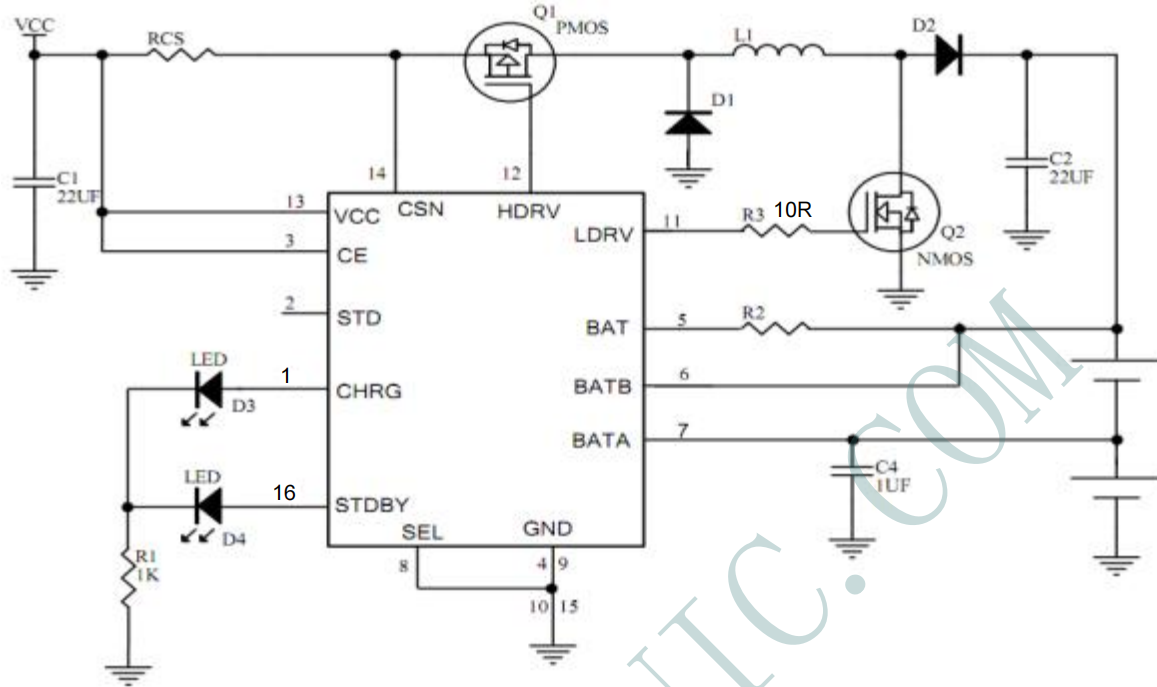 VCC
RCS
Q1
PMOS
L1
D2
C1
22UF
D1
C2
22UF
14
12
13
VCC
CSN
HDRV
LDRV
11
R3
10R
Q2
NMOS
3
CE
2
STD
BAT
5
R2
LED
1
CHRG
D3
BATB
6
BATA
7
C4
1UF
LED
16
STDBY
D4
SEL
GND
R1
1K
8
4
9
10
15
IC.COM